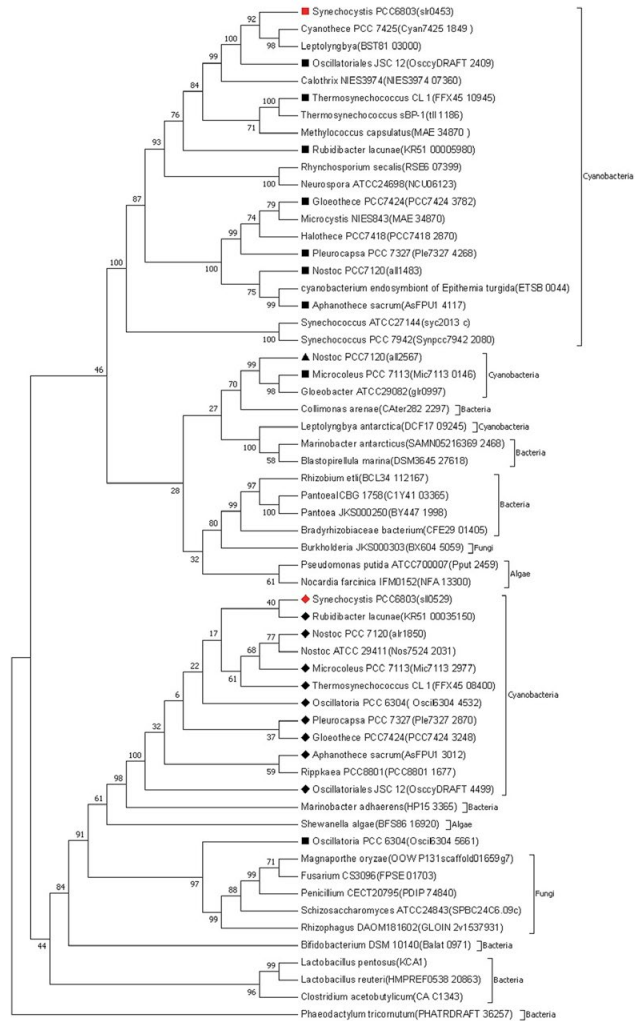 Synechocystis PCC6803(slr0453)
Cyanothece PCC 7425(Cyan7425 1849 )
Leptolyngbya(BST81 03000)
Oscillatoriales JSC 12(OsccyDRAFT 2409)
Calothrix NIES3974(NIES3974 07360)
Thermosynechococcus CL 1(FFX45 10945)
Thermosynechococcus sBP-1(tll 1186)
Methylococcus capsulatus(MAE 34870 )
Rubidibacter lacunae(KR51 00005980)
Rhynchosporium secalis(RSE6 07399)
Neurospora ATCC24698(NCU06123)
Gloeothece PCC7424(PCC7424 3782)
Microcystis NIES843(MAE 34870)
Halothece PCC7418(PCC7418 2870)
Pleurocapsa PCC 7327(Ple7327 4268)
Nostoc PCC7120(all1483)
cyanobacterium endosymbiont of Epithemia turgida(ETSB 0044)
Aphanothece sacrum(AsFPU1 4117)
Synechococcus ATCC27144(syc2013 c)
Synechococcus PCC 7942(Synpcc7942 2080)
Cyanobacteria
Nostoc PCC7120(all2567)
Microcoleus PCC 7113(Mic7113 0146)
Gloeobacter ATCC29082(glr0997)
Cyanobacteria
Collimonas arenae(CAter282 2297) Bacteria
Leptolyngbya antarctica(DCF17 09245) Cyanobacteria
Marinobacter antarcticus(SAMN05216369 2468)
Blastopirellula marina(DSM3645 27618)
Bacteria
Rhizobium etli(BCL34 112167)
PantoeaICBG 1758(C1Y41 03365)
Pantoea JKS000250(BY447 1998)
Bradyrhizobiaceae bacterium(CFE29 01405)
Bacteria
Burkholderia JKS000303(BX604 5059) Fungi
Pseudomonas putida ATCC700007(Pput 2459)
Nocardia farcinica IFM0152(NFA 13300)
Algae
Synechocystis PCC6803(sll0529)
Rubidibacter lacunae(KR51 00035150)
Nostoc PCC 7120(alr1850)
Nostoc ATCC 29411(Nos7524 2031)
Microcoleus PCC 7113(Mic7113 2977)
Thermosynechococcus CL 1(FFX45 08400)
Oscillatoria PCC 6304( Osci6304 4532)
Pleurocapsa PCC 7327(Ple7327 2870)
Gloeothece PCC7424(PCC7424 3248)
Aphanothece sacrum(AsFPU1 3012)
Rippkaea PCC8801(PCC8801 1677)
Oscillatoriales JSC 12(OsccyDRAFT 4499)
Cyanobacteria
Marinobacter adhaerens(HP15 3365) Bacteria
Shewanella algae(BFS86 16920) Algae
Oscillatoria PCC 6304(Oscil6304 5661)
Magnaporthe oryzae(OOW P131scaffold01659g7)
Fusarium CS3096(FPSE 01703)
Penicillium CECT20795(PDIP 74840)
Schizosaccharomyces ATCC24843(SPBC24C6.09c)
Rhizophagus DAOM181602(GLOIN 2v1537931)
Fungi
Bifidobacterium DSM 10140(Balat 0971) Bacteria
Lactobacillus pentosus(KCA1)
Lactobacillus reuteri(HMPREF0538 20863)
Clostridium acetobutylicum(CA C1343)
Bacteria
Phaeodactylum tricornutum(PHATRDRAFT 36257) Bacteria
92
98
100
99
84
100
71
76
93
100
87
79
74
99
100
75
99
100
100
46
99
98
70
27
100
58
28
97
100
99
80
32
61
40
17
77
68
61
22
6
37
32
59
100
98
61
91
97
71
99
88
99
84
44
99
96